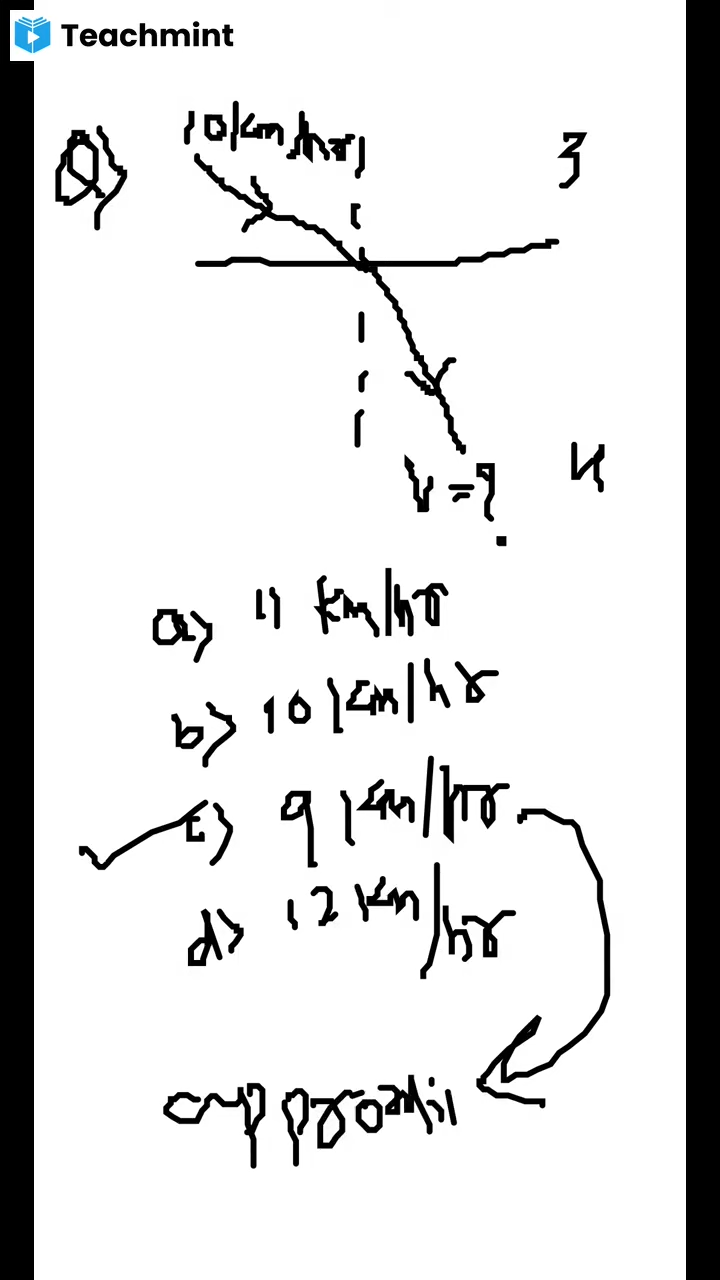 Teachmint
Q)
10 km/hr
3
V = ?
4
a) 11 km/hr
b) 10 km/hr
c) 9 km/hr
d) 12 km/hr